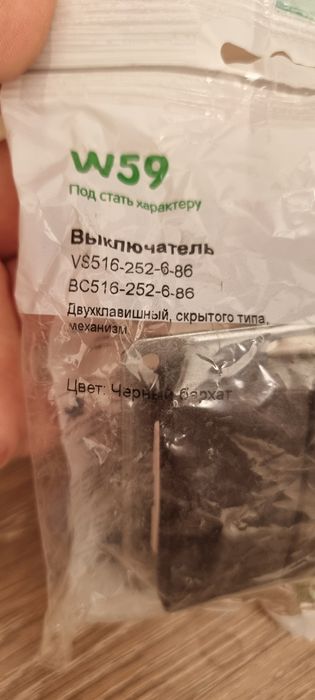 W59
Под стать характеру
Выключатель
VS516-252-6-86
ВС516-252-6-86
Двухклавишный, скрытого типа,
механизм
Цвет: Черный бархат